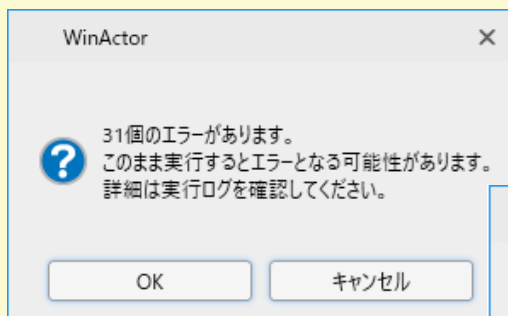 WinActor
31個のエラーがあります。
このまま実行するとエラーとなる可能性があります。
詳細は実行ログを確認してください。
OK
キャンセル